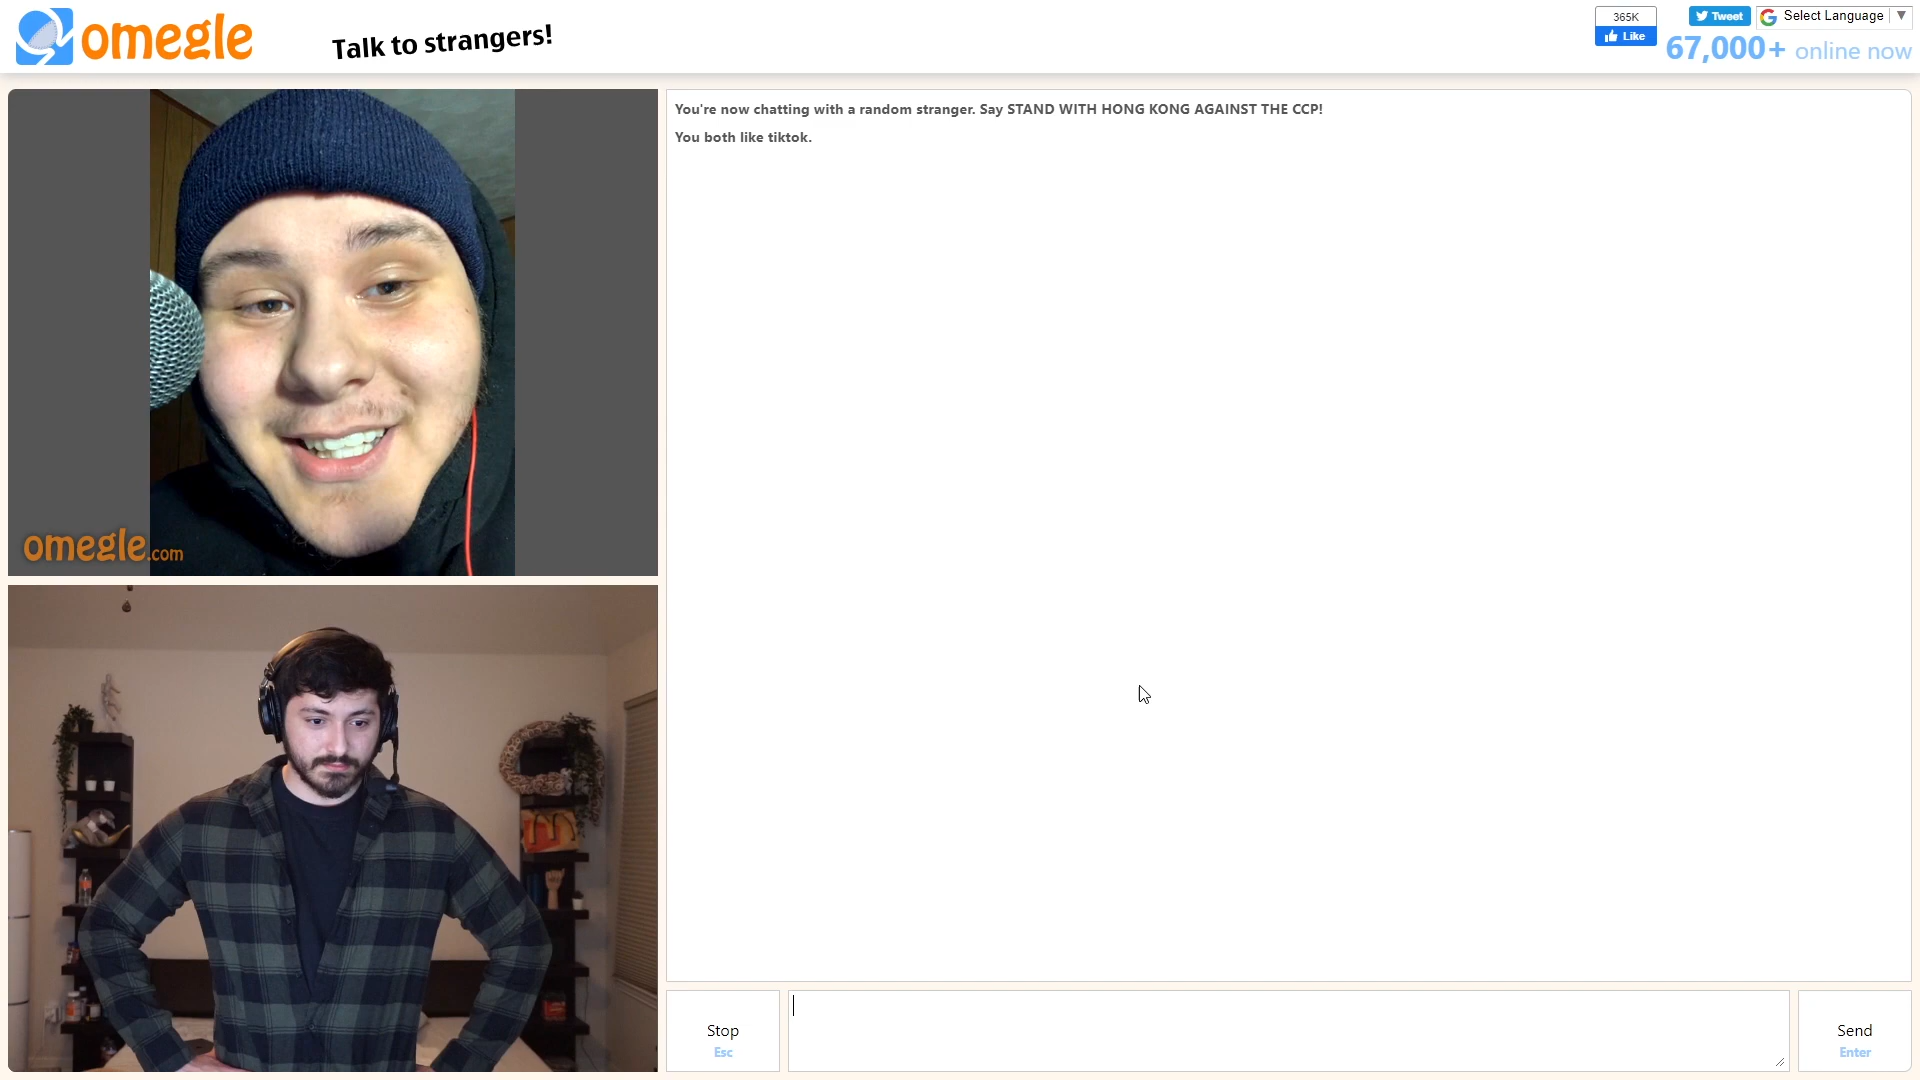 omegle
Talk to strangers!
365K
Like
Tweet
Select Language
67,000+ online now
You're now chatting with a random stranger. Say STAND WITH HONG KONG AGAINST THE CCP!
You both like tiktok.
omegle.com
Stop
Esc
Send
Enter